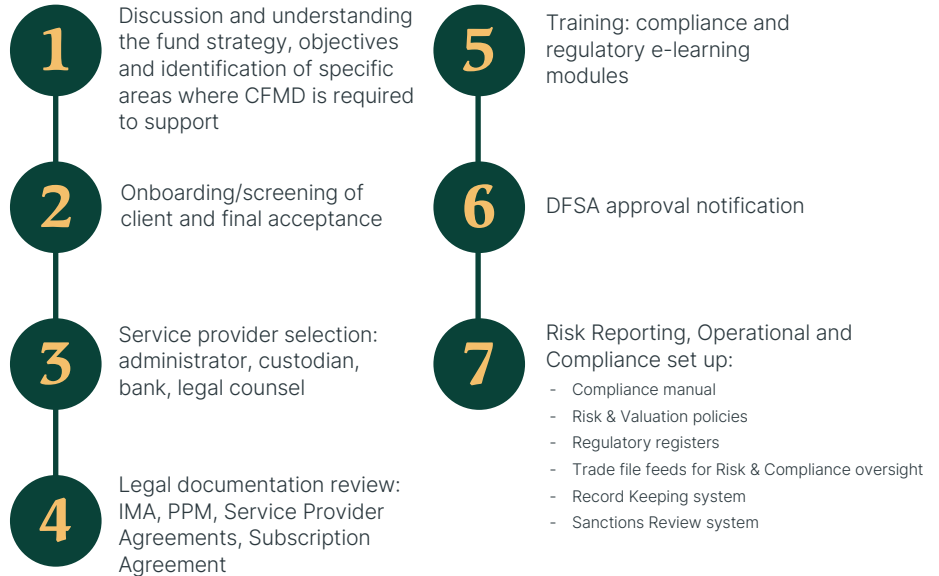 1
Discussion and understanding
the fund strategy, objectives
and identification of specific
areas where CFMD is required
to support
2
Onboarding/screening of
client and final acceptance
3
Service provider selection:
administrator, custodian,
bank, legal counsel
4
Legal documentation review:
IMA, PPM, Service Provider
Agreements, Subscription
Agreement
5
Training: compliance and
regulatory e-learning
modules
6
DFSA approval notification
7
Risk Reporting, Operational and
Compliance set up:
- Compliance manual
- Risk & Valuation policies
- Regulatory registers
- Trade file feeds for Risk & Compliance oversight
- Record Keeping system
- Sanctions Review system